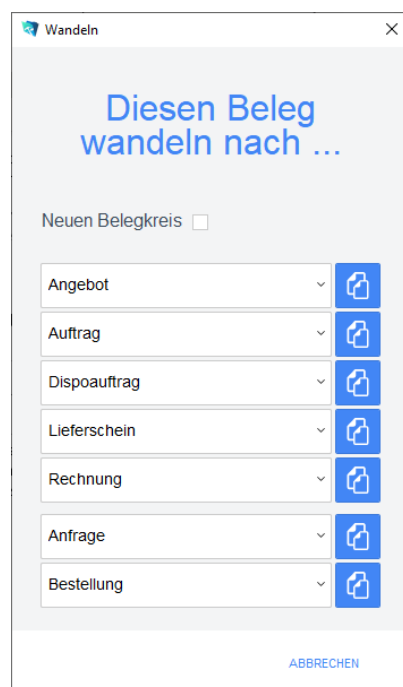 Wandeln
Diesen Beleg
wandeln nach ...
Neuen Belegkreis
Angebot
Auftrag
Dispoauftrag
Lieferschein
Rechnung
Anfrage
Bestellung
ABBRECHEN